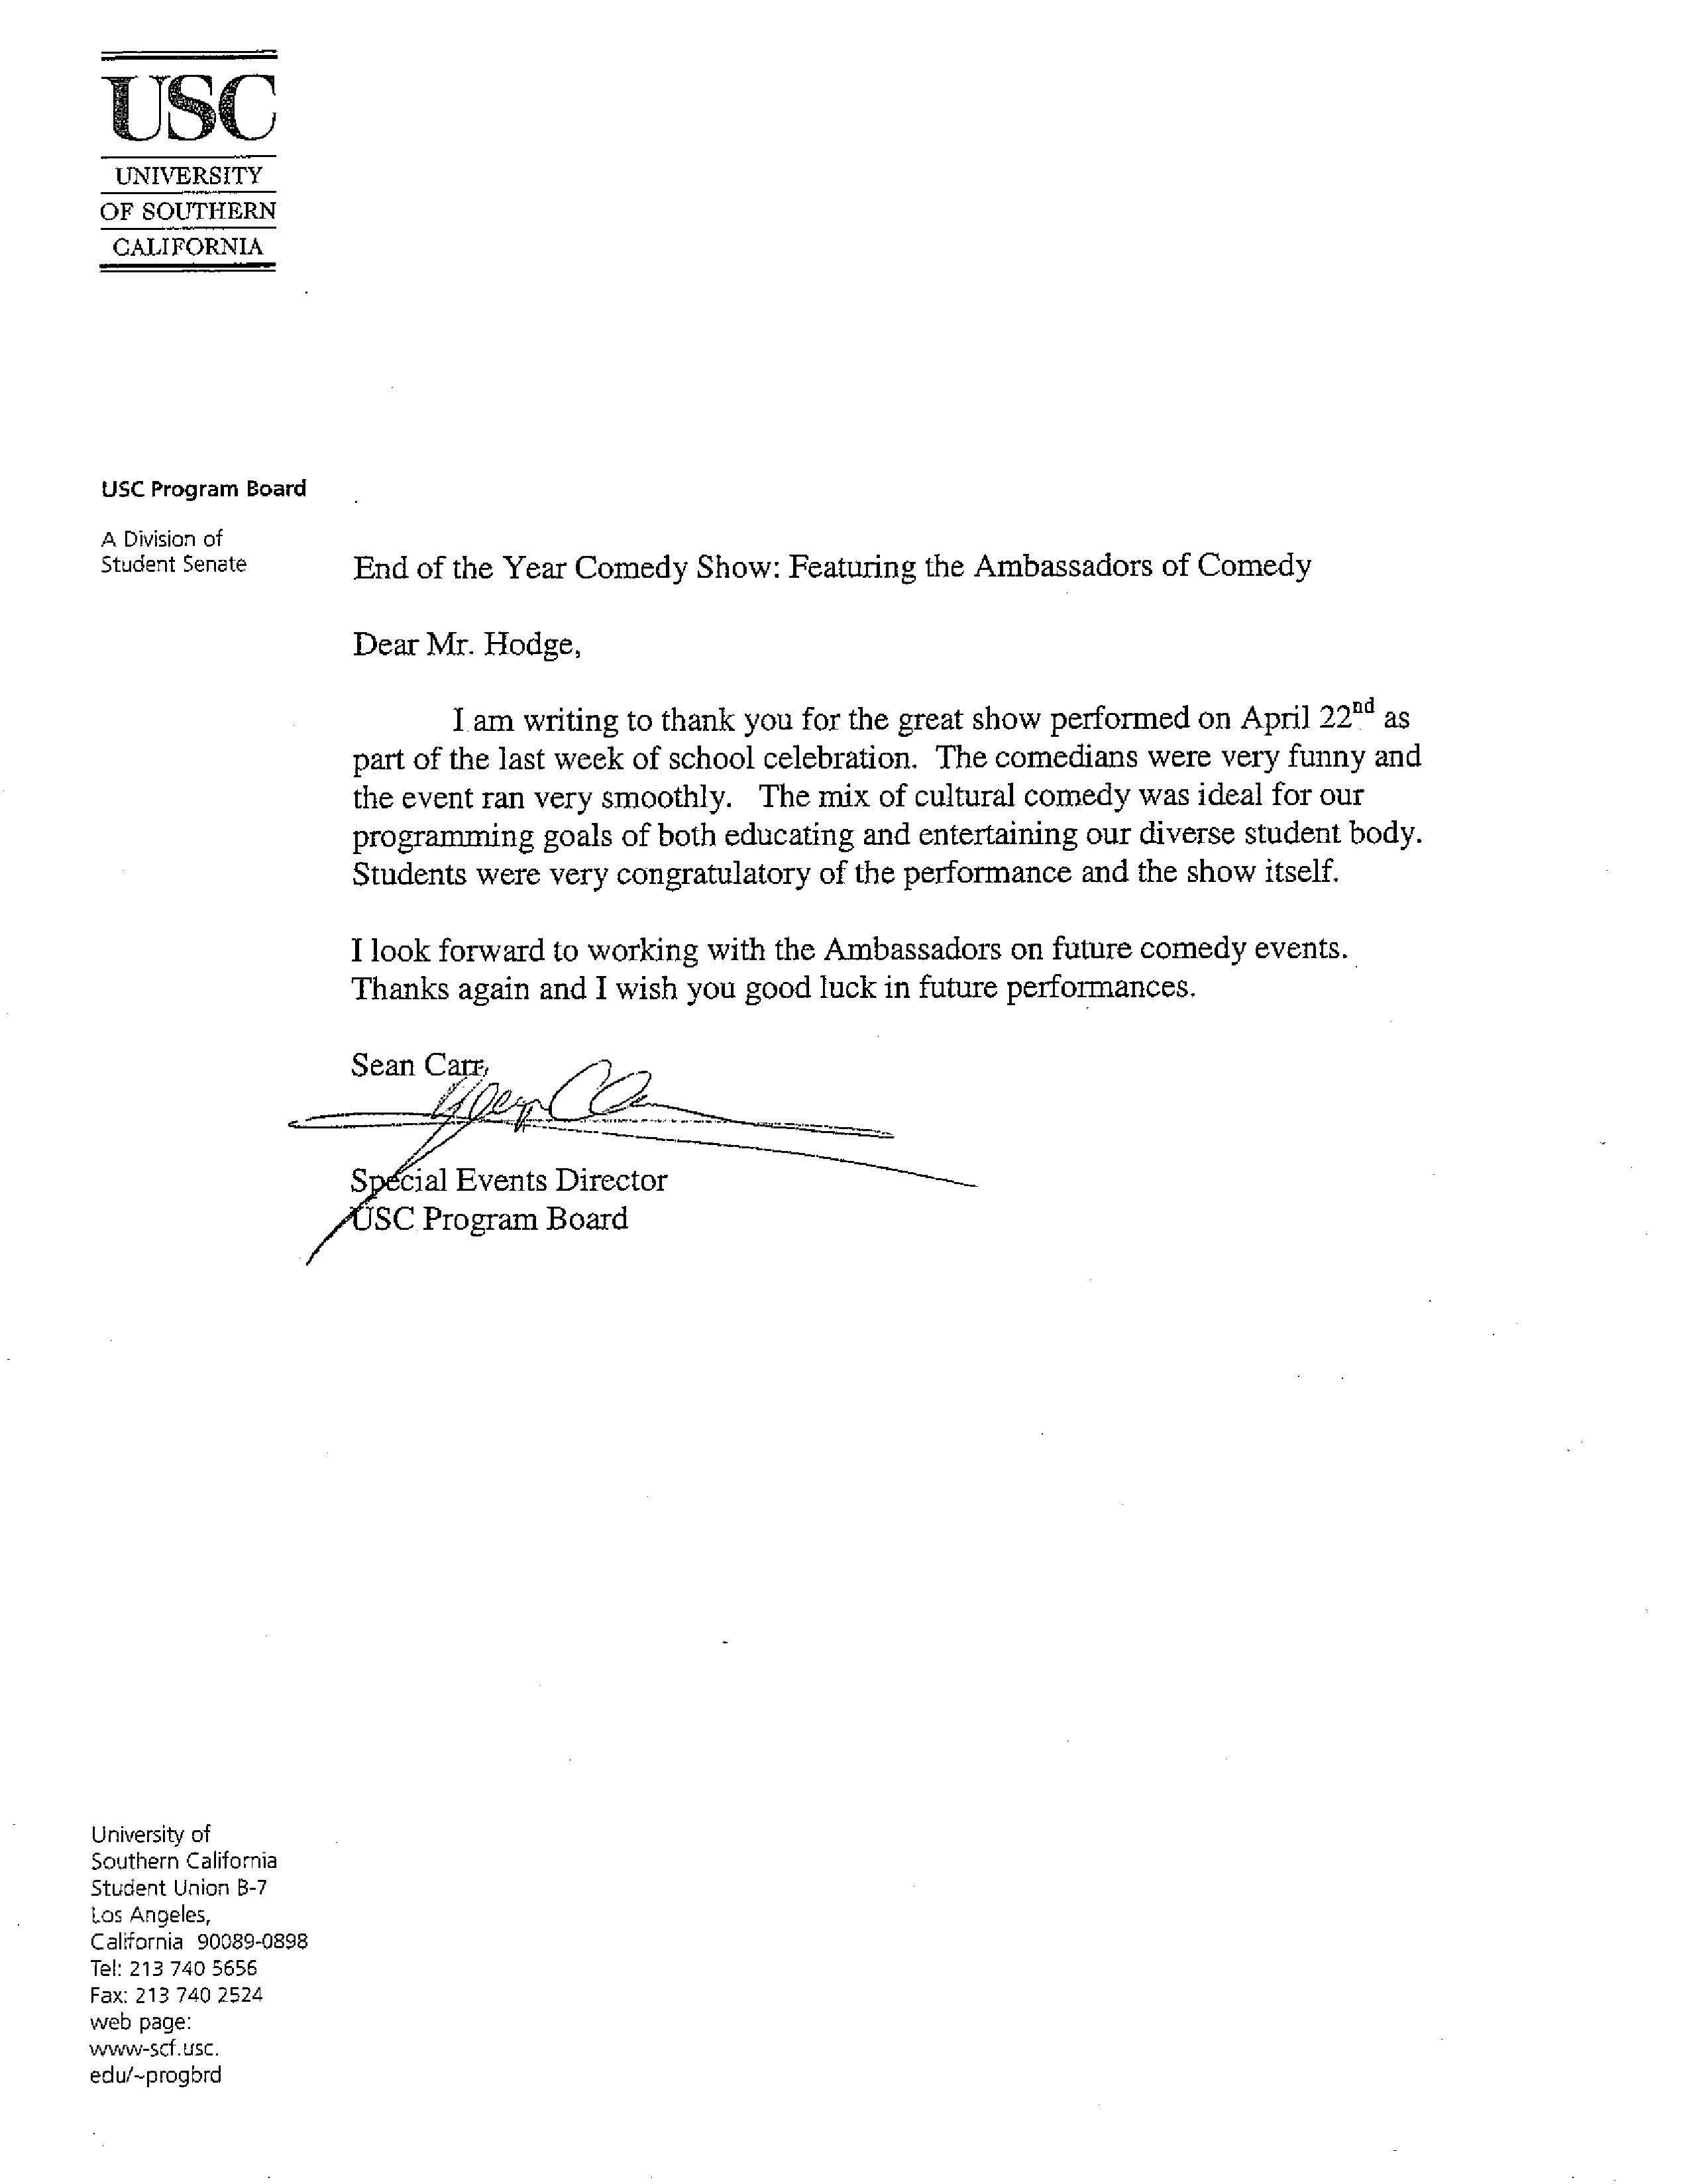 USC
UNIVERSITY
OF SOUTHERN
CALIFORNIA
USC Program Board
A Division of
Student Senate
End of the Year Comedy Show: Featuring the Ambassadors of Comedy
Dear Mr. Hodge,
I am writing to thank you for the great show performed on April 22nd as
part of the last week of school celebration. The comedians were very funny and
the event ran very smoothly. The mix of cultural comedy was ideal for our
programming goals of both educating and entertaining our diverse student body.
Students were very congratulatory of the performance and the show itself.
I look forward to working with the Ambassadors on future comedy events.
Thanks again and I wish you good luck in future performances.
Sean Carr,
Special Events Director
USC Program Board
University of
Southern California
Student Union B-7
Los Angeles,
California 90089-0898
Tel: 213 740 5656
Fax: 213 740 2524
web page:
www-scf.usc.
edu/~progbrd